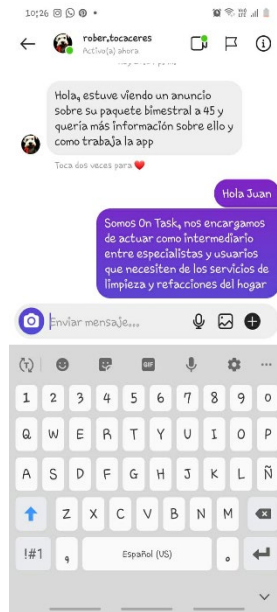 10:26
rober.tocaceres
Activo(a) ahora
Hola, estuve viendo un anuncio
sobre su paquete bimestral a 45 y
quería más información sobre ello y
como trabaja la app
Toca dos veces para
Hola Juan
Somos On Task, nos encargamos
de actuar como intermediario
entre especialistas y usuarios
que necesiten de los servicios de
limpieza y refacciones del hogar
Enviar mensaje...
GIF
1 2 3 4 5 6 7 8 9 0
Q W E R T Y U I O P
A S D F G H J K L Ñ
Z X C V B N M
!#1 , Español (US) .